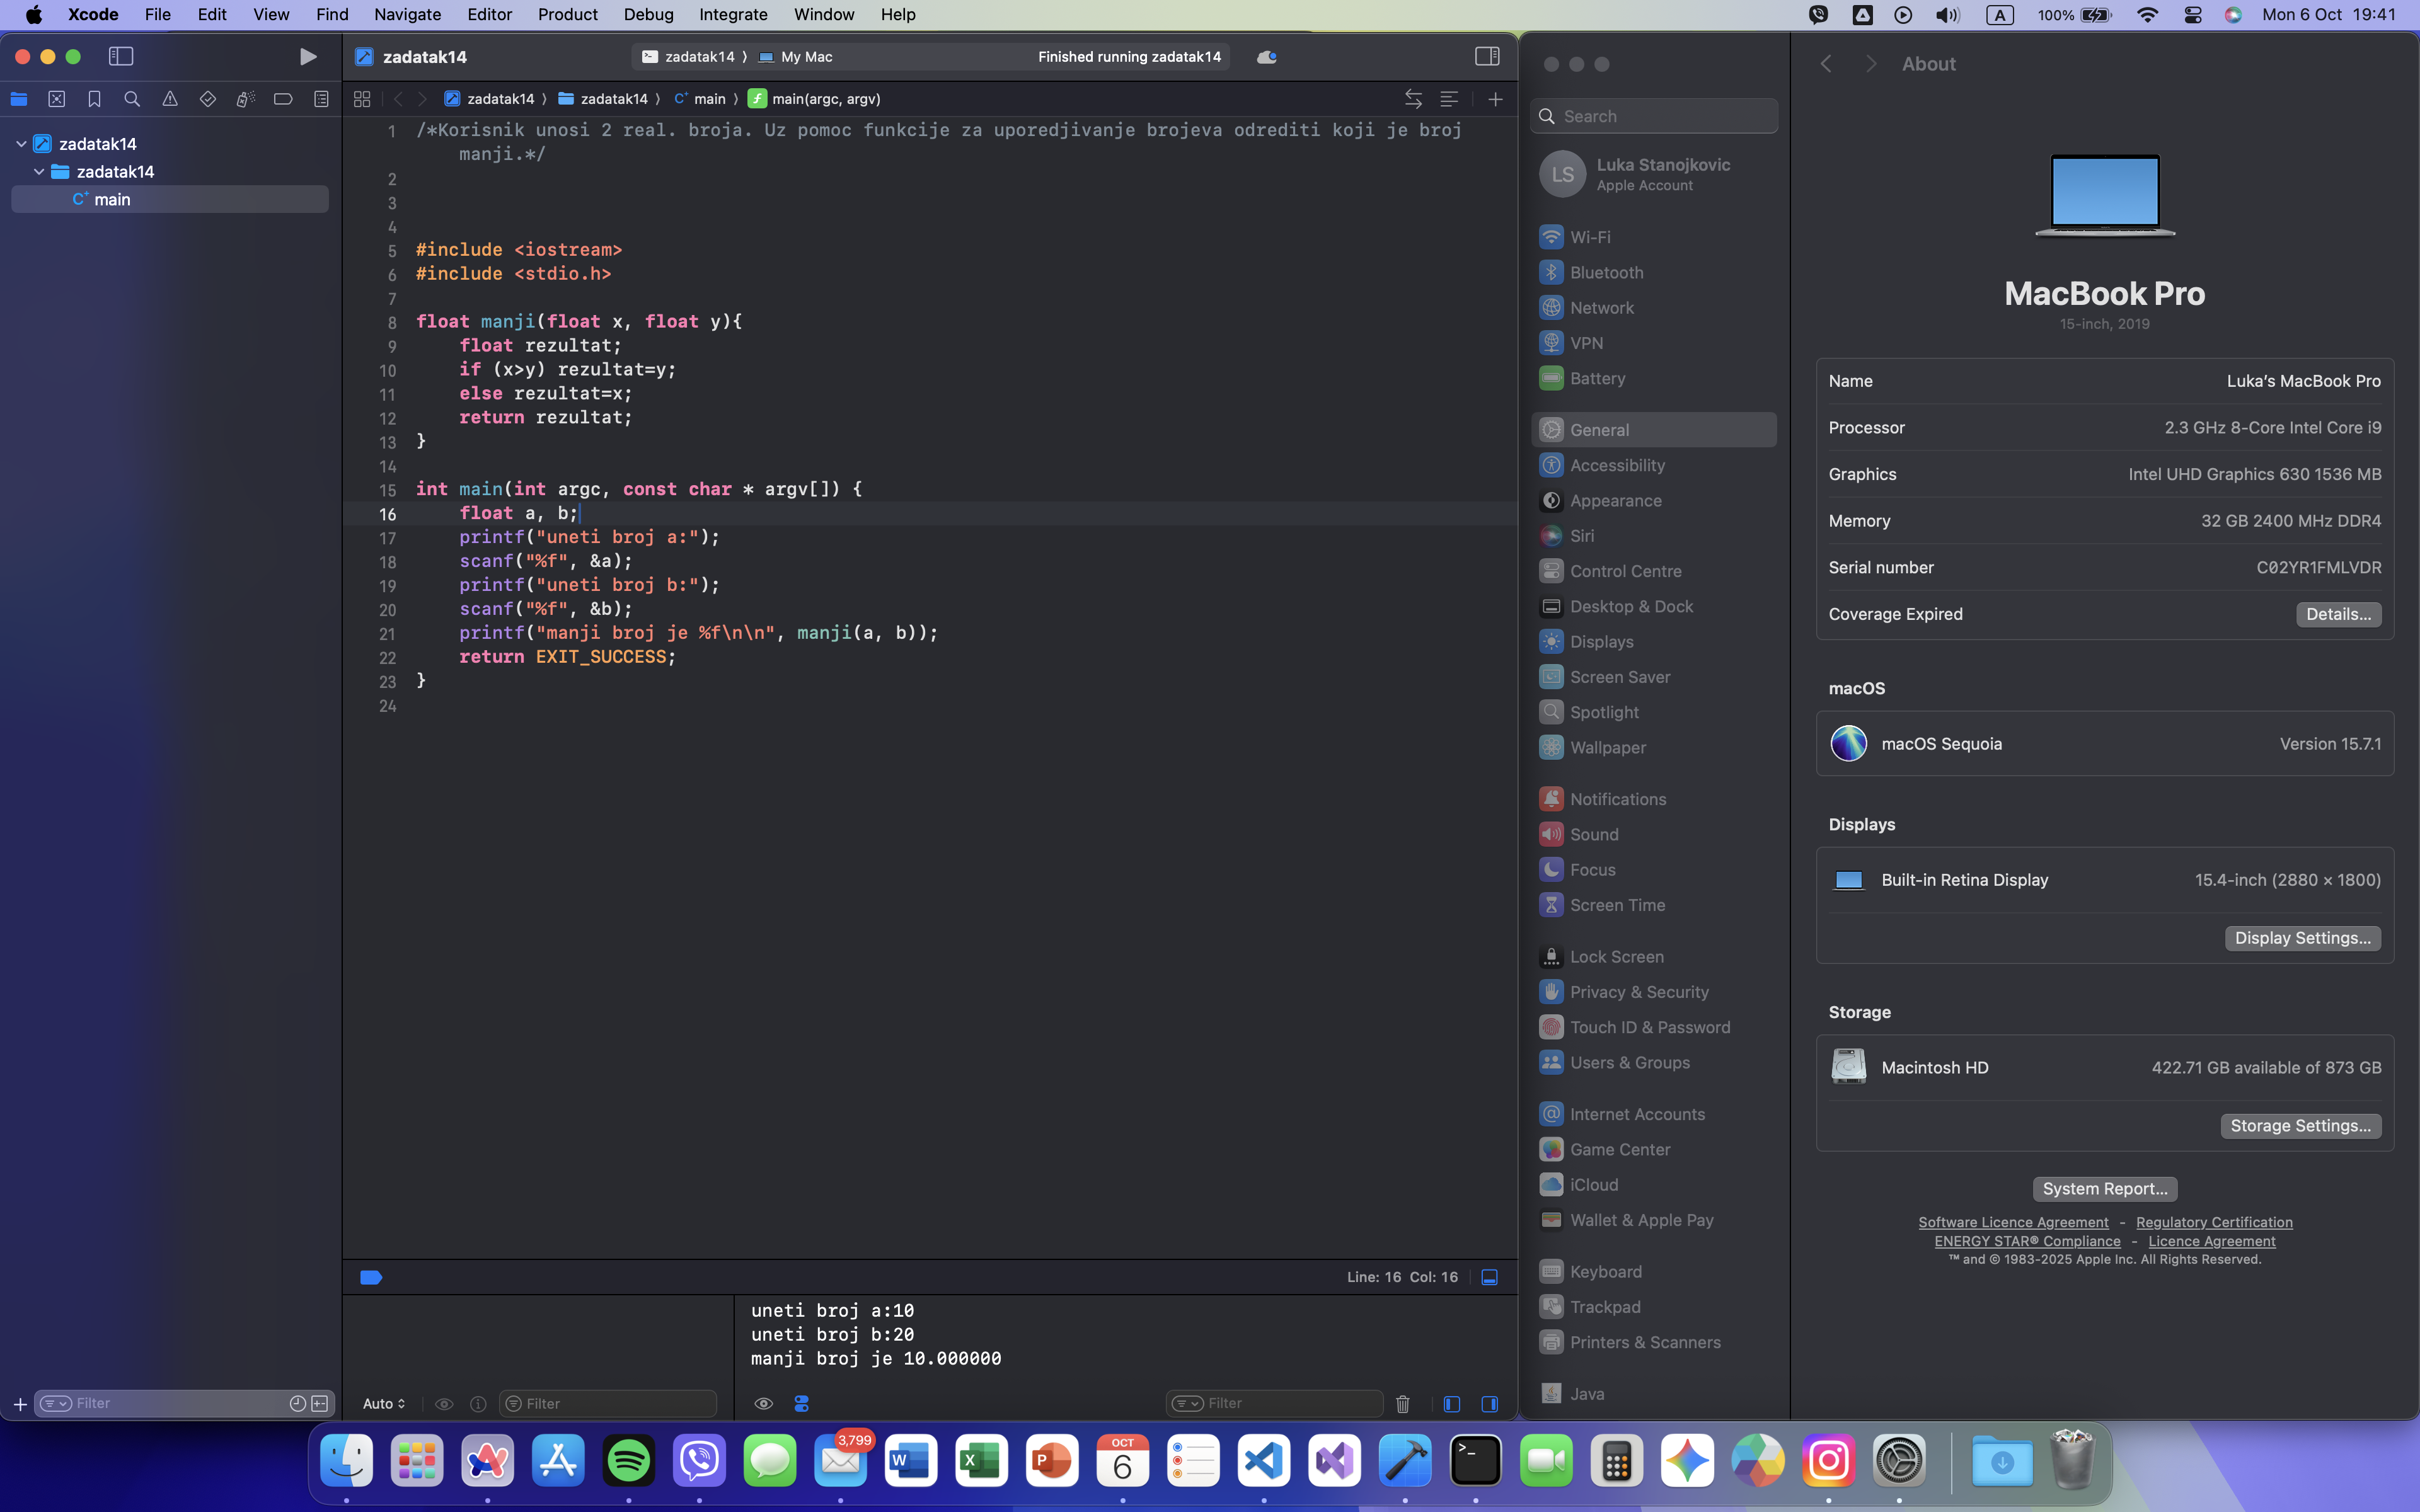 Xcode File Edit View Find Navigate Editor Product Debug Integrate Window Help
A 100% Mon 6 Oct 19:41
zadatak14
zadatak14 My Mac Finished running zadatak14
zadatak14 zadatak14 main main(argc, argv)
zadatak14
zadatak14
main
1 /*Korisnik unosi 2 real. broja. Uz pomoc funkcije za uporedjivanje brojeva odrediti koji je broj
manji.*/
2
3
4
5 #include <iostream>
6 #include <stdio.h>
7
8 float manji(float x, float y){
9 float rezultat;
10 if (x>y) rezultat=y;
11 else rezultat=x;
12 return rezultat;
13 }
14
15 int main(int argc, const char * argv[]) {
16 float a, b;
17 printf("uneti broj a:");
18 scanf("%f", &a);
19 printf("uneti broj b:");
20 scanf("%f", &b);
21 printf("manji broj je %f\n\n", manji(a, b));
22 return EXIT_SUCCESS;
23 }
24
Line: 16 Col: 16
uneti broj a:10
uneti broj b:20
manji broj je 10.000000
Filter
Auto
Filter
Filter
Search
LS
Luka Stanojkovic
Apple Account
Wi-Fi
Bluetooth
Network
VPN
Battery
General
Accessibility
Appearance
Siri
Control Centre
Desktop & Dock
Displays
Screen Saver
Spotlight
Wallpaper
Notifications
Sound
Focus
Screen Time
Lock Screen
Privacy & Security
Touch ID & Password
Users & Groups
Internet Accounts
Game Center
iCloud
Wallet & Apple Pay
Keyboard
Trackpad
Printers & Scanners
Java
About
MacBook Pro
15-inch, 2019
Name Luka's MacBook Pro
Processor 2.3 GHz 8-Core Intel Core i9
Graphics Intel UHD Graphics 630 1536 MB
Memory 32 GB 2400 MHz DDR4
Serial number C02YR1FMLVDR
Coverage Expired Details...
macOS
macOS Sequoia Version 15.7.1
Displays
Built-in Retina Display 15.4-inch (2880 × 1800)
Display Settings...
Storage
Macintosh HD 422.71 GB available of 873 GB
Storage Settings...
System Report...
Software Licence Agreement - Regulatory Certification
ENERGY STAR® Compliance - Licence Agreement
™ and © 1983-2025 Apple Inc. All Rights Reserved.
3,799
W
X
P
OCT
6